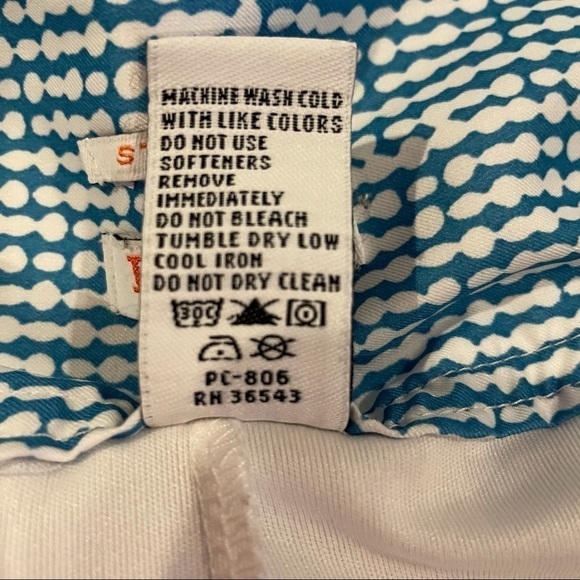 MACHINE WASH COLD
WITH LIKE COLORS
DO NOT USE
SOFTENERS
REMOVE
IMMEDIATELY
DO NOT BLEACH
TUMBLE DRY LOW
COOL IRON
DO NOT DRY CLEAN
30C
PC-806
RN 36543